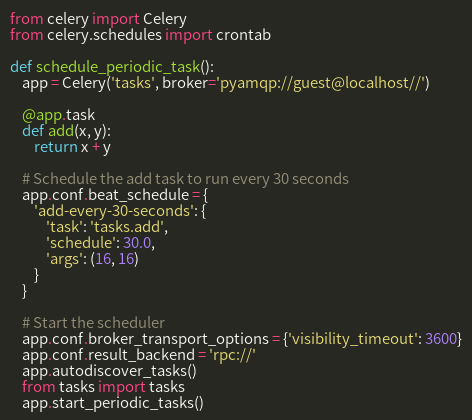 from celery import Celery
from celery.schedules import crontab

def schedule_periodic_task():
    app = Celery('tasks', broker='pyamqp://guest@localhost//')

    @app.task
    def add(x, y):
        return x + y

    # Schedule the add task to run every 30 seconds
    app.conf.beat_schedule = {
        'add-every-30-seconds': {
            'task': 'tasks.add',
            'schedule': 30.0,
            'args': (16, 16)
        }
    }

    # Start the scheduler
    app.conf.broker_transport_options = {'visibility_timeout': 3600}
    app.conf.result_backend = 'rpc://'
    app.autodiscover_tasks()
    from tasks import tasks
    app.start_periodic_tasks()